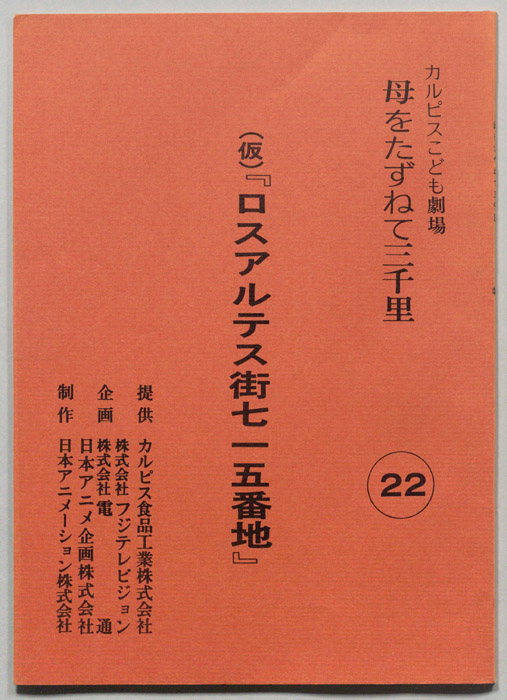 カルピスこども劇場
母をたずねて三千里
22
(仮)『ロスアルテス街七一五番地』
提供 カルピス食品工業株式会社
株式会社フジテレビジョン
企画 株式会社電通
日本アニメ企画株式会社
制作 日本アニメーション株式会社